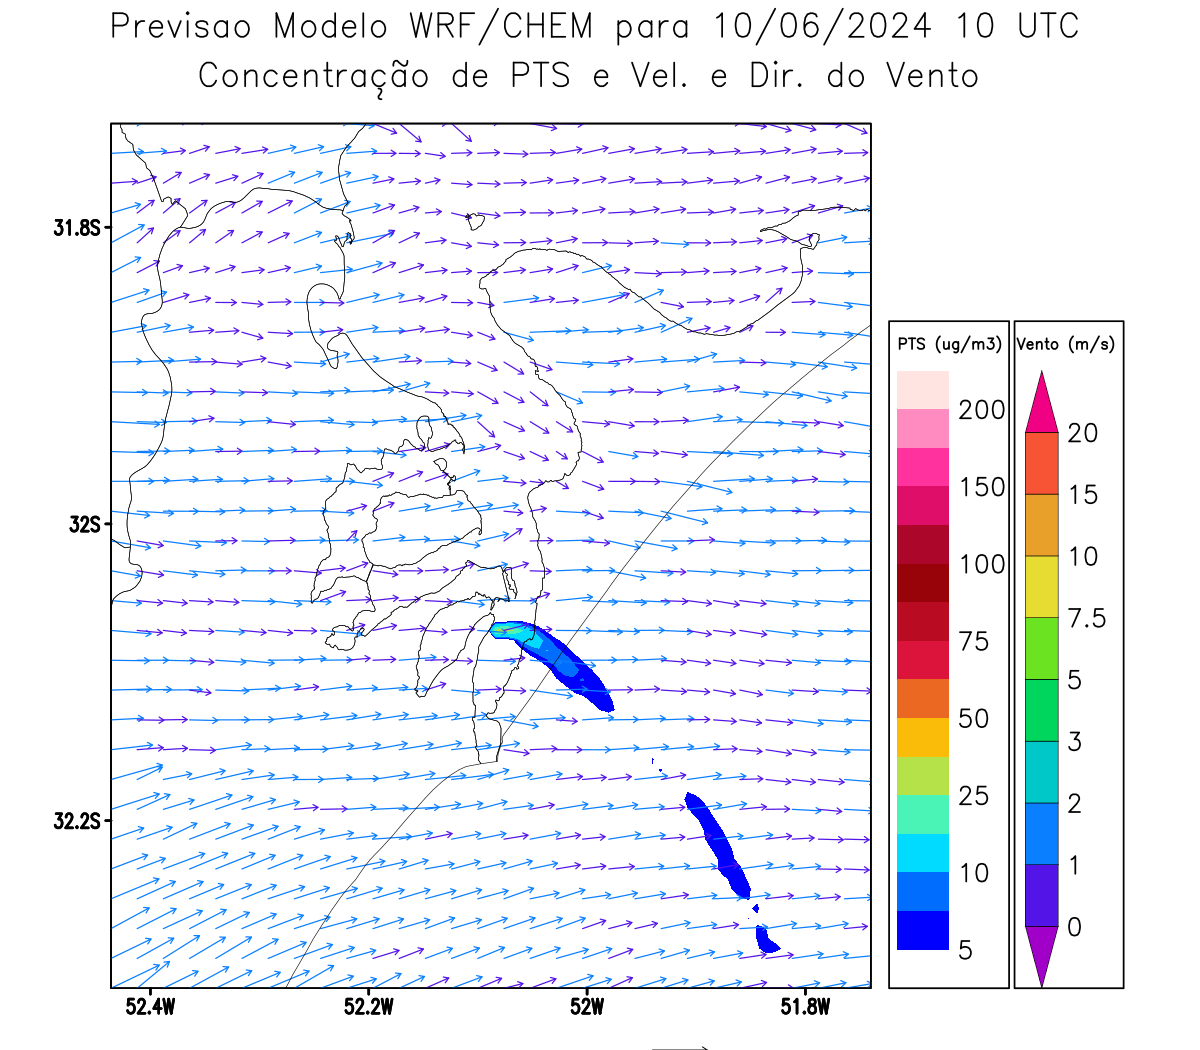 Previsao Modelo WRF/CHEM para 10/06/2024 10 UTC
Concentração de PTS e Vel. e Dir. do Vento
31.8S
32S
32.2S
52.4W
52.2W
52W
51.8W
PTS (ug/m3)
200
150
100
75
50
25
10
5
Vento (m/s)
20
15
10
7.5
5
3
2
1
0